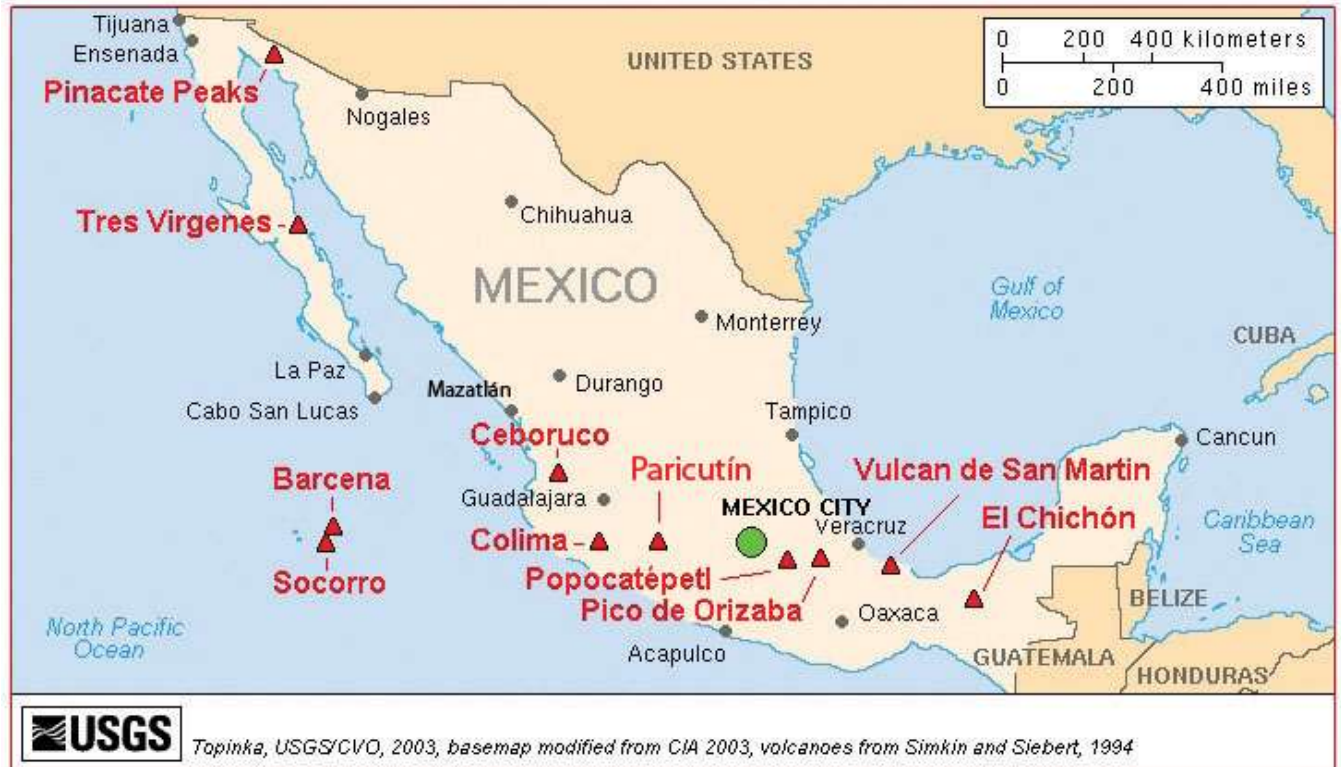 Tijuana
Ensenada
Pinacate Peaks
Nogales
UNITED STATES
0 200 400 kilometers
0 200 400 miles
Tres Virgenes
Chihuahua
MEXICO
Monterrey
Gulf of
Mexico
CUBA
La Paz
Cabo San Lucas
Mazatlán
Durango
Tampico
Cancun
Ceboruco
Barcena
Guadalajara
Paricutín
Vulcan de San Martin
MEXICO CITY
Veracruz
El Chichón
Caribbean
Sea
Colima
Socorro
Popocatépetl
Pico de Orizaba
Oaxaca
BELIZE
North Pacific
Ocean
Acapulco
GUATEMALA
HONDURAS
USGS
Topinka, USGS/CVO, 2003, basemap modified from CIA 2003, volcanoes from Simkin and Siebert, 1994